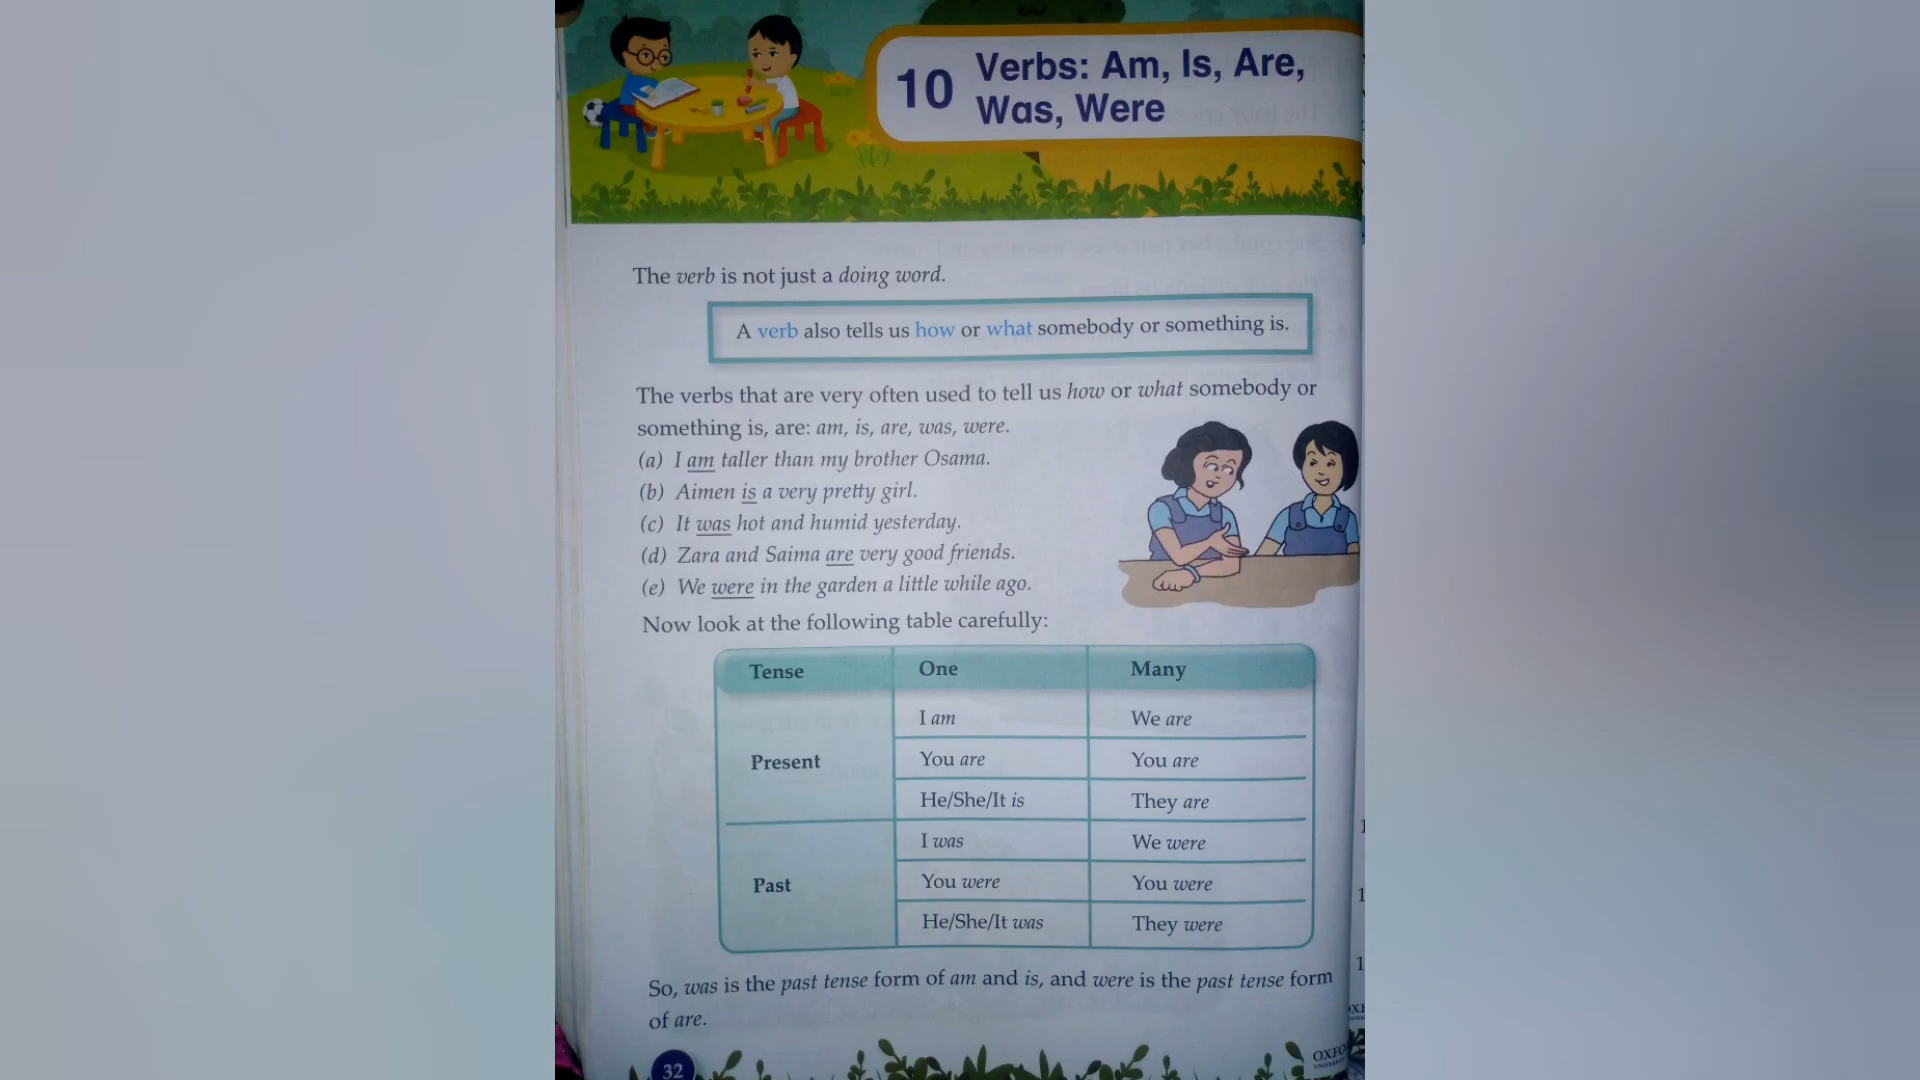 10 Verbs: Am, Is, Are,
Was, Were
The verb is not just a doing word.
A verb also tells us how or what somebody or something is.
The verbs that are very often used to tell us how or what somebody or
something is, are: am, is, are, was, were.
(a) I am taller than my brother Osama.
(b) Aimen is a very pretty girl.
(c) It was hot and humid yesterday.
(d) Zara and Saima are very good friends.
(e) We were in the garden a little while ago.
Now look at the following table carefully:
Tense One Many
I am We are
Present You are You are
He/She/It is They are
I was We were
Past You were You were
He/She/It was They were
So, was is the past tense form of am and is, and were is the past tense form
of are.
32